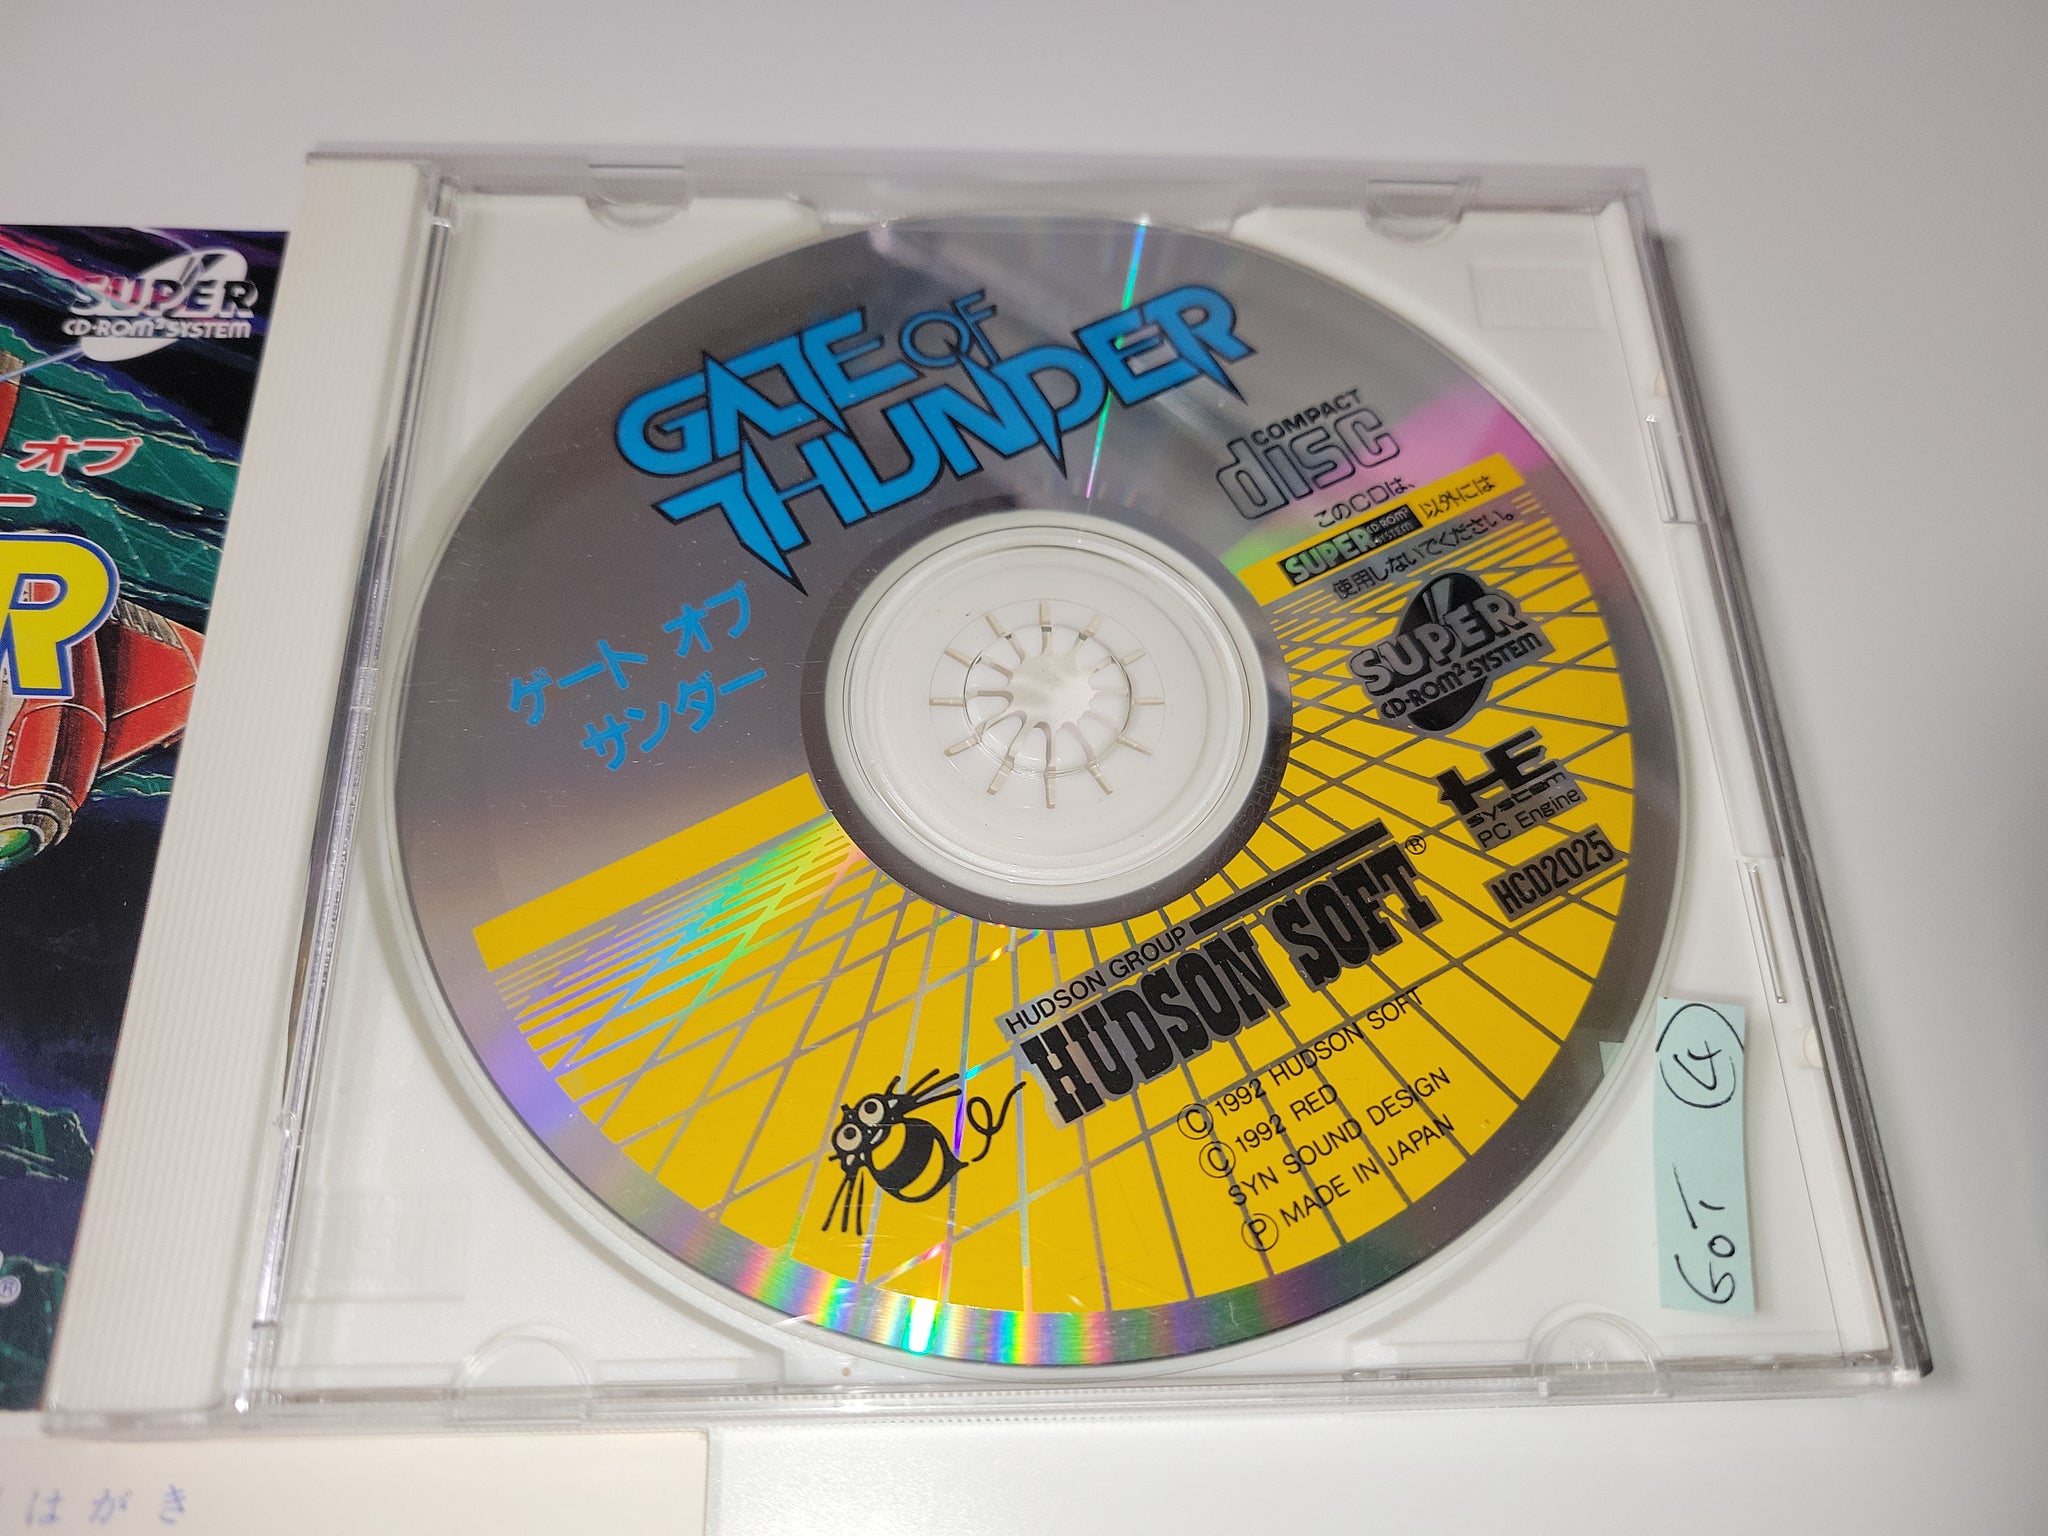 SUPER
CD-ROM² SYSTEM
オブ
ー
R
®
GATE OF
THUNDER
ゲート オブ
サンダー
COMPACT
disc
このCDは、
SUPER CD-ROM² SYSTEM 以外には
使用しないでください。
SUPER
CD-ROM² SYSTEM
HE
SYSTEM
PC Engine
HCD2025
HUDSON GROUP
HUDSON SOFT®
Ⓒ 1992 HUDSON SOFT
Ⓒ 1992 RED
SYN SOUND DESIGN
Ⓟ MADE IN JAPAN
GOT ④
はがき